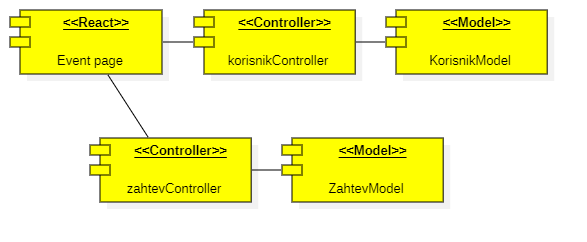 <<React>>
Event page
<<Controller>>
korisnikController
<<Model>>
KorisnikModel
<<Controller>>
zahtevController
<<Model>>
ZahtevModel